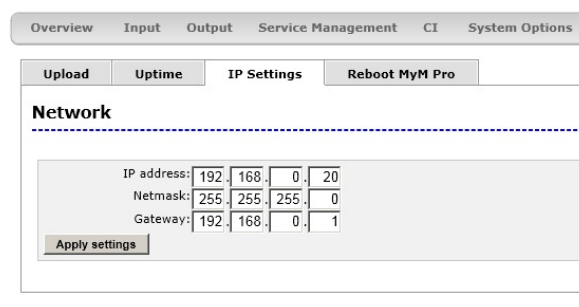 Overview Input Output Service Management CI System Options
Upload Uptime IP Settings Reboot MyM Pro
Network
IP address: 192 . 168 . 0 . 20
Netmask: 255 . 255 . 255 . 0
Gateway: 192 . 168 . 0 . 1
Apply settings